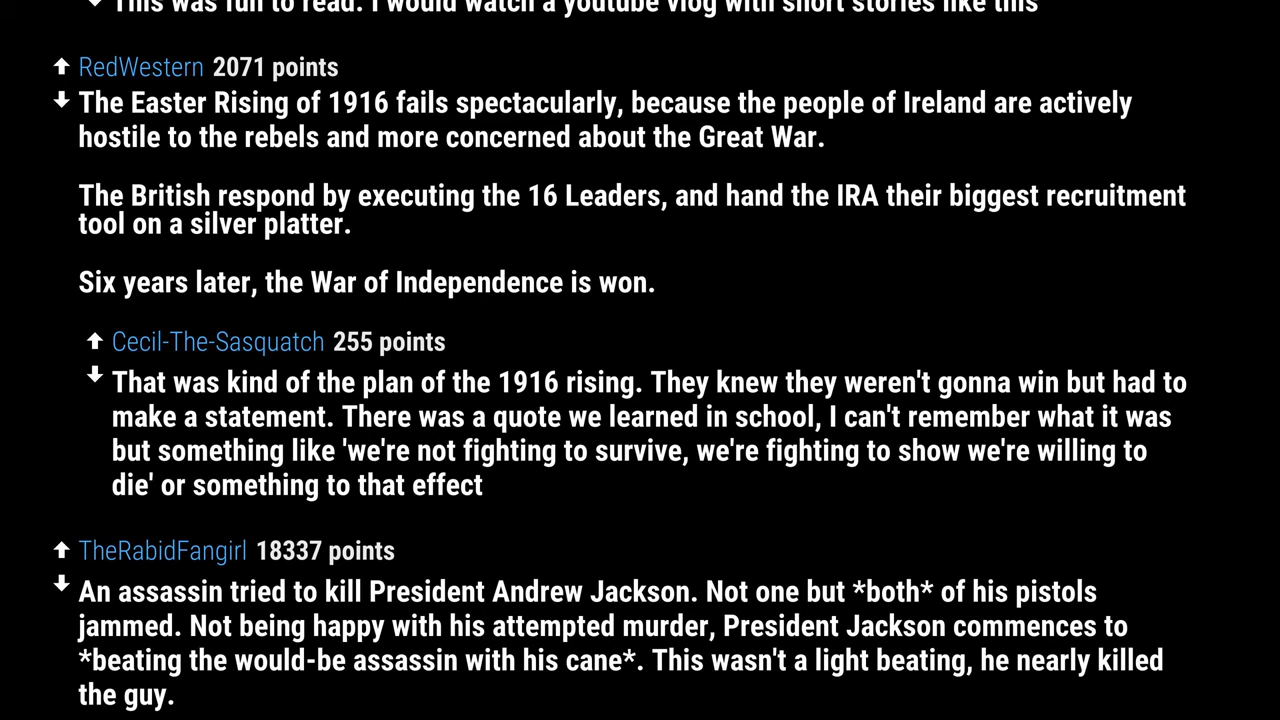 This was fun to read. I would watch a youtube vlog with short stories like this
RedWestern 2071 points
The Easter Rising of 1916 fails spectacularly, because the people of Ireland are actively
hostile to the rebels and more concerned about the Great War.
The British respond by executing the 16 Leaders, and hand the IRA their biggest recruitment
tool on a silver platter.
Six years later, the War of Independence is won.
Cecil-The-Sasquatch 255 points
That was kind of the plan of the 1916 rising. They knew they weren't gonna win but had to
make a statement. There was a quote we learned in school, I can't remember what it was
but something like 'we're not fighting to survive, we're fighting to show we're willing to
die' or something to that effect
TheRabidFangirl 18337 points
An assassin tried to kill President Andrew Jackson. Not one but *both* of his pistols
jammed. Not being happy with his attempted murder, President Jackson commences to
*beating the would-be assassin with his cane*. This wasn't a light beating, he nearly killed
the guy.